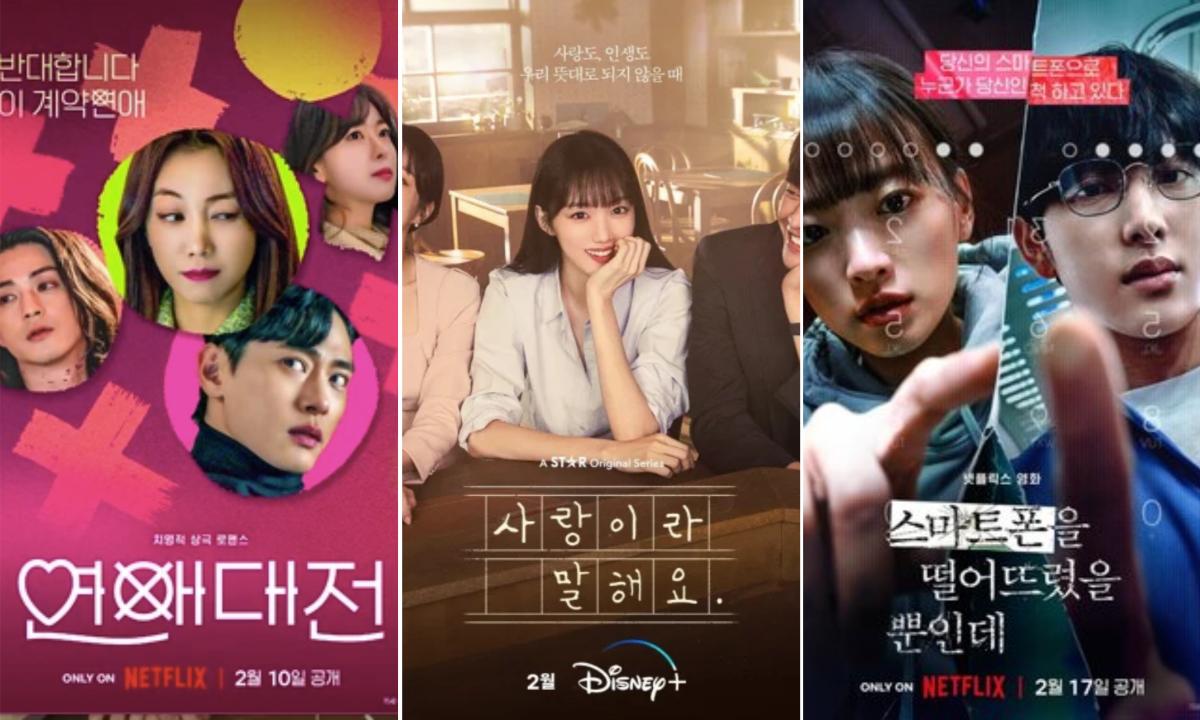 반대합니다
이 계약연애
치명적 상극 로맨스
연애대전
ONLY ON NETFLIX | 2월 10일 공개
사랑도, 인생도
우리 뜻대로 되지 않을 때
A STAR Original Series
사랑이라
말해요.
2월 Disney+
당신의 스마트폰으로
누군가 당신인 척 하고 있다
넷플릭스 영화
스마트폰을
떨어뜨렸을
뿐인데
ONLY ON NETFLIX | 2월 17일 공개